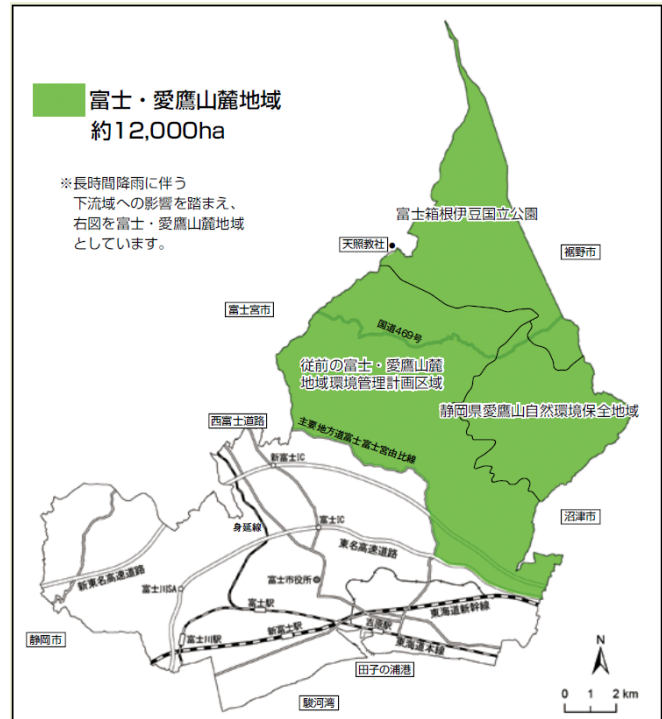 富士・愛鷹山麓地域
約12,000ha
※長時間降雨に伴う
下流域への影響を踏まえ、
右図を富士・愛鷹山麓地域
としています。
富士箱根伊豆国立公園
天照教社
裾野市
富士宮市
国道469号
従前の富士・愛鷹山麓
地域環境管理計画区域
静岡県愛鷹山自然環境保全地域
西富士道路
主要地方道富士富士宮由比線
新富士IC
沼津市
身延線
富士IC
東名高速道路
新東名高速道路
富士川SA
富士市役所
富士駅
東海道新幹線
静岡市
富士川駅
新富士駅
吉原駅
東海道本線
田子の浦港
駿河湾
N
0 1 2 km